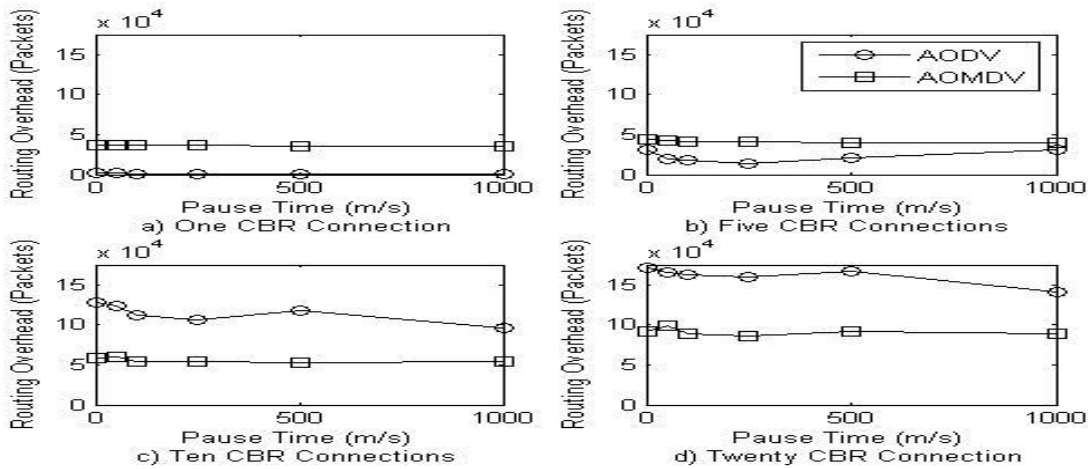 x 10^4
Routing Overhead (Packets)
15
10
5
0
0
500
1000
Pause Time (m/s)
a) One CBR Connection
x 10^4
Routing Overhead (Packets)
15
10
5
0
AODV
AOMDV
0
500
1000
Pause Time (m/s)
b) Five CBR Connections
x 10^4
Routing Overhead (Packets)
15
10
5
0
0
500
1000
Pause Time (m/s)
c) Ten CBR Connections
x 10^4
Routing Overhead (Packets)
15
10
5
0
0
500
1000
Pause Time (m/s)
d) Twenty CBR Connection